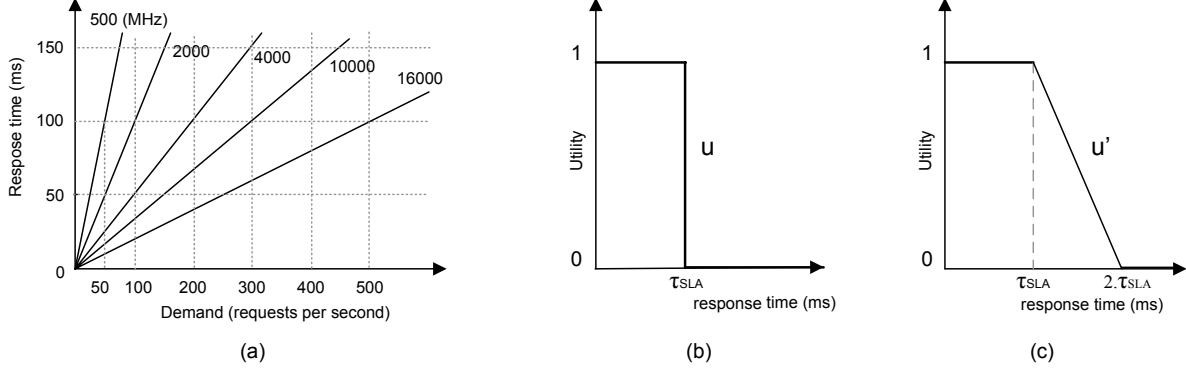 500 (MHz)
2000
4000
10000
16000
150
100
50
0
Respose time (ms)
50 100 200 300 400 500
Demand (requests per second)
(a)
1
Utility
u
0
τSLA
response time (ms)
(b)
1
Utility
u’
0
τSLA 2.τSLA
response time (ms)
(c)